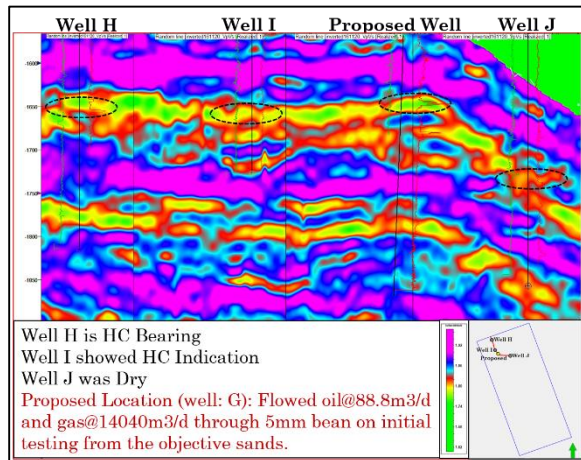 Well H Well I Proposed Well Well J
-1650
-1700
-1750
-1800
-1850
Well H is HC Bearing
Well I showed HC Indication
Well J was Dry
Proposed Location (well: G): Flowed oil@88.8m3/d
and gas@14040m3/d through 5mm bean on initial
testing from the objective sands.
Well H
Well I
Proposed
Well J